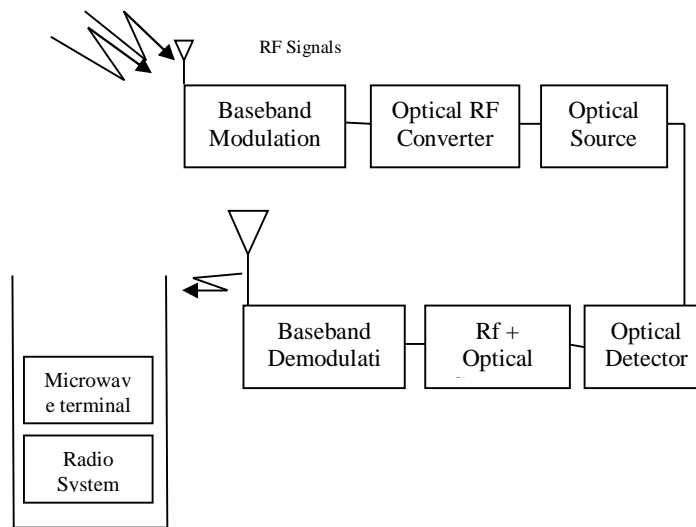 RF Signals
Baseband
Modulation
Optical RF
Converter
Optical
Source
Baseband
Demodulati
Rf +
Optical
Optical
Detector
Microwav
e terminal
Radio
System